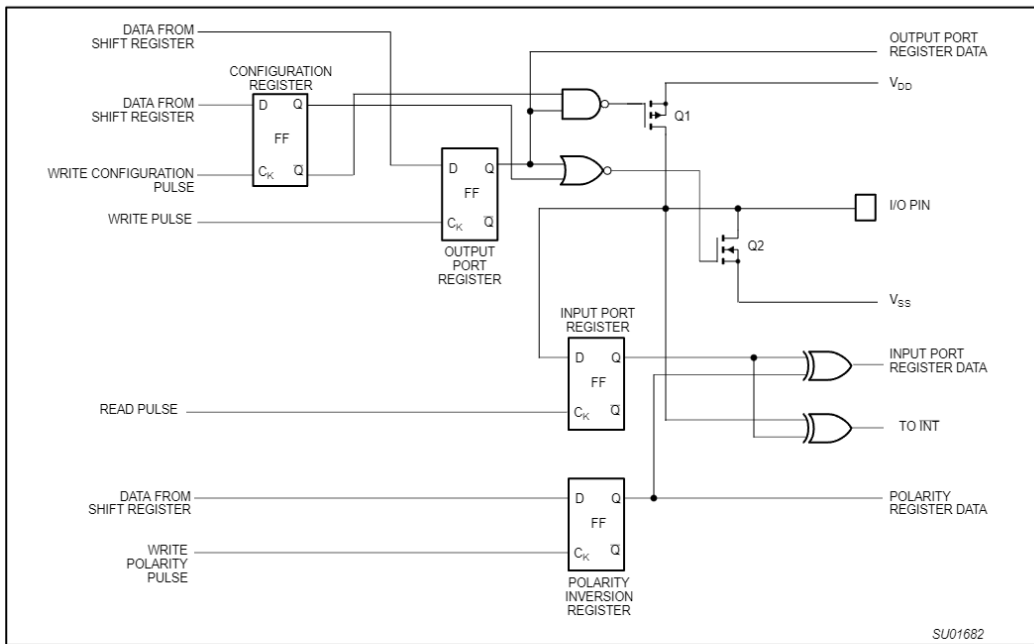 DATA FROM
SHIFT REGISTER
OUTPUT PORT
REGISTER DATA
CONFIGURATION
REGISTER
V_DD
DATA FROM
SHIFT REGISTER
D Q
FF
C_K Q̅
Q1
WRITE CONFIGURATION
PULSE
D Q
FF
C_K Q̅
WRITE PULSE
I/O PIN
OUTPUT
PORT
REGISTER
Q2
V_SS
INPUT PORT
REGISTER
D Q
FF
C_K Q̅
INPUT PORT
REGISTER DATA
READ PULSE
TO I̅N̅T̅
DATA FROM
SHIFT REGISTER
D Q
FF
C_K Q̅
POLARITY
REGISTER DATA
WRITE
POLARITY
PULSE
POLARITY
INVERSION
REGISTER
SU01682